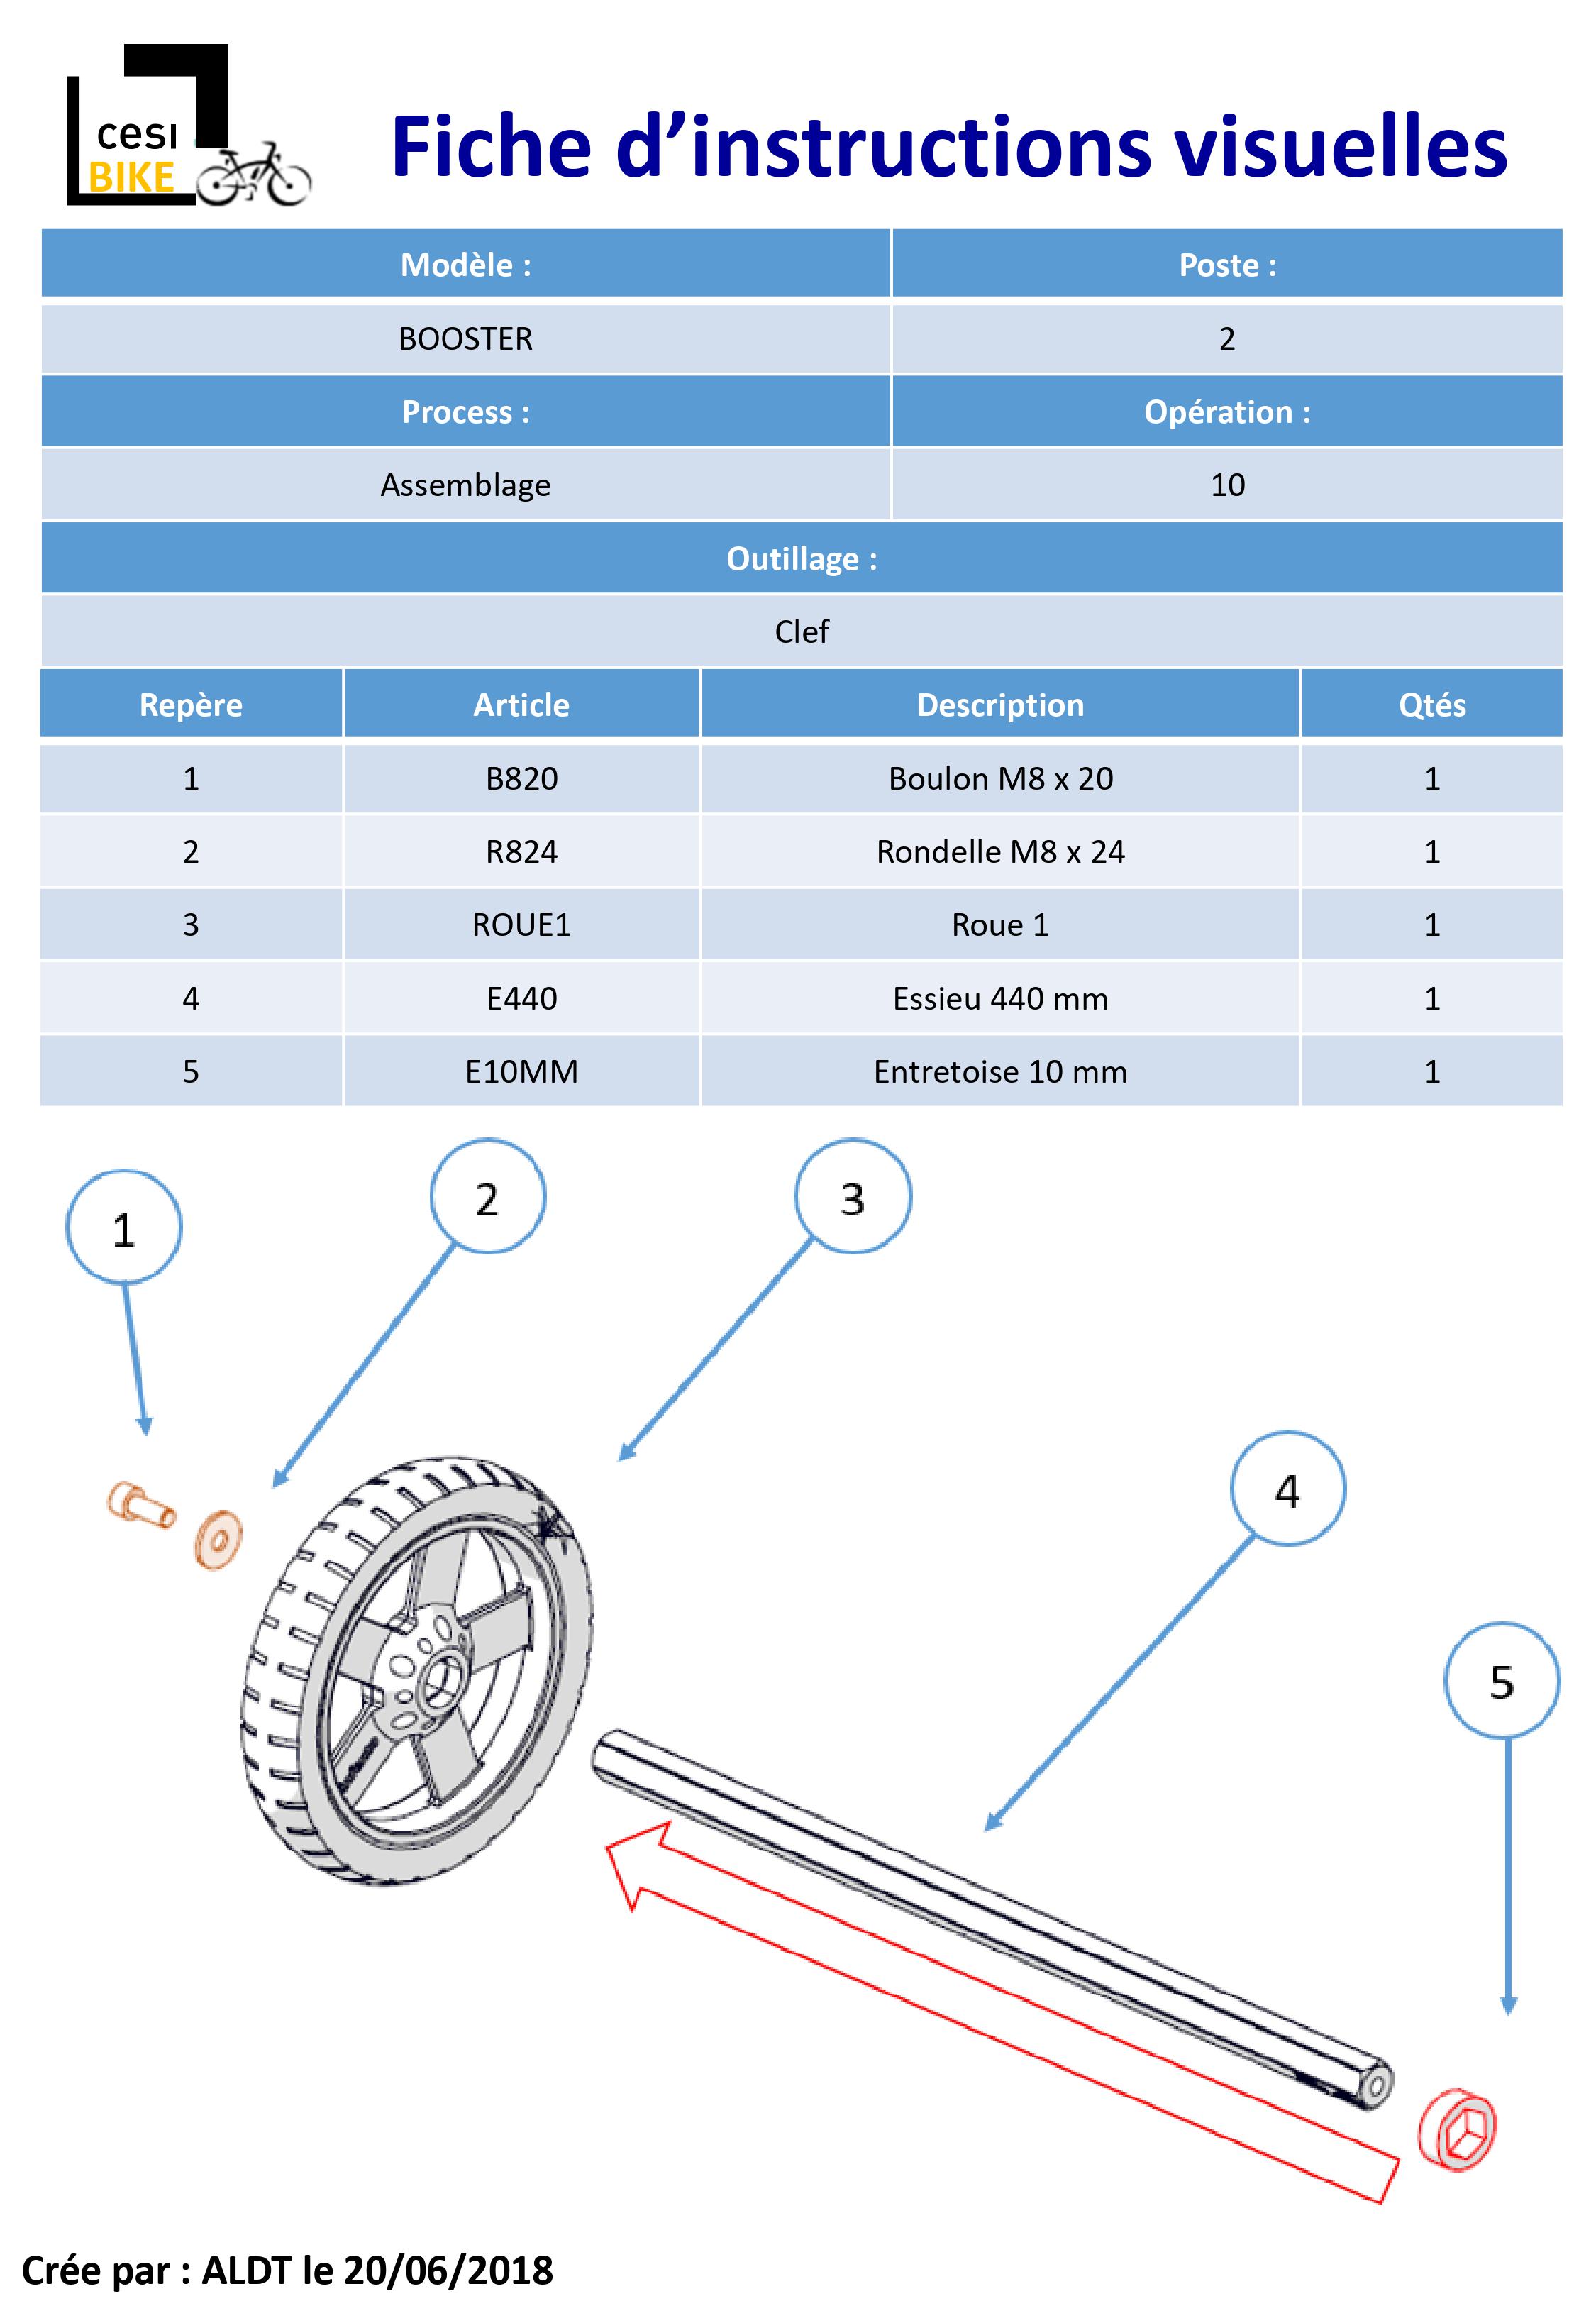 cesi
BIKE
Fiche d’instructions visuelles
Modèle : Poste :
BOOSTER 2
Process : Opération :
Assemblage 10
Outillage :
Clef
Repère Article Description Qtés
1 B820 Boulon M8 x 20 1
2 R824 Rondelle M8 x 24 1
3 ROUE1 Roue 1 1
4 E440 Essieu 440 mm 1
5 E10MM Entretoise 10 mm 1
1
2
3
4
5
Crée par : ALDT le 20/06/2018